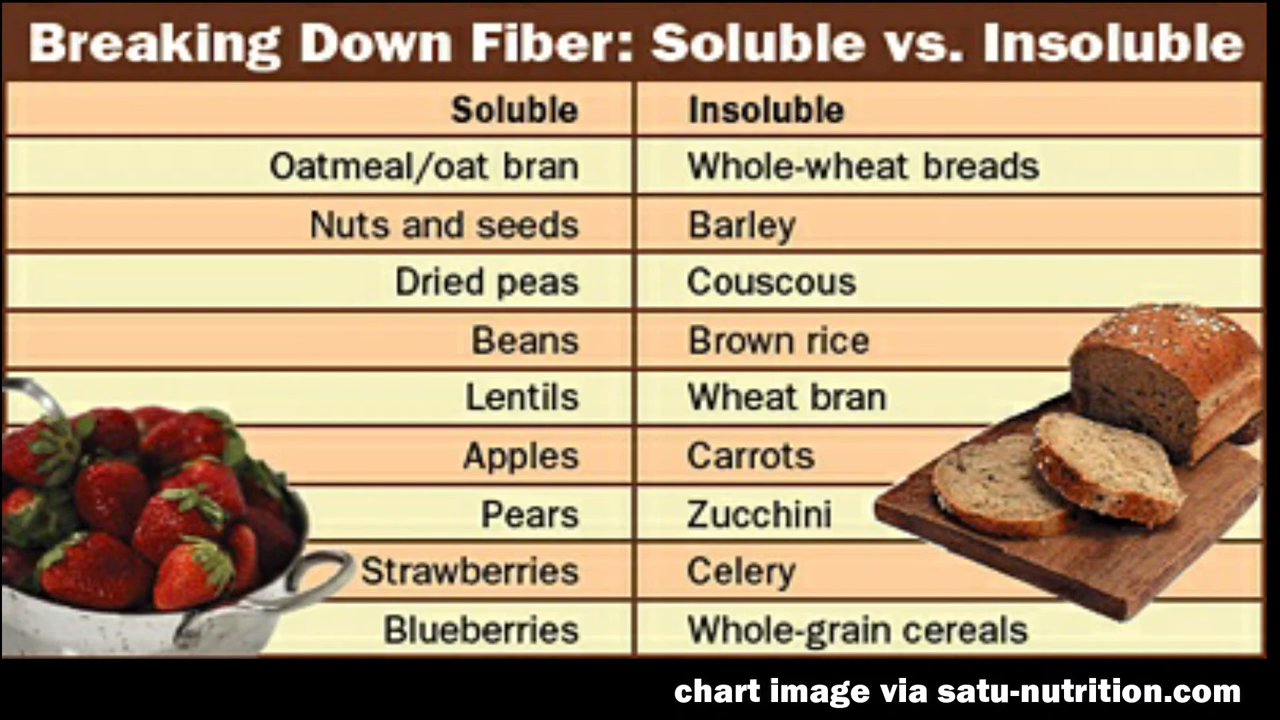 Breaking Down Fiber: Soluble vs. Insoluble
Soluble Insoluble
Oatmeal/oat bran Whole-wheat breads
Nuts and seeds Barley
Dried peas Couscous
Beans Brown rice
Lentils Wheat bran
Apples Carrots
Pears Zucchini
Strawberries Celery
Blueberries Whole-grain cereals
chart image via satu-nutrition.com